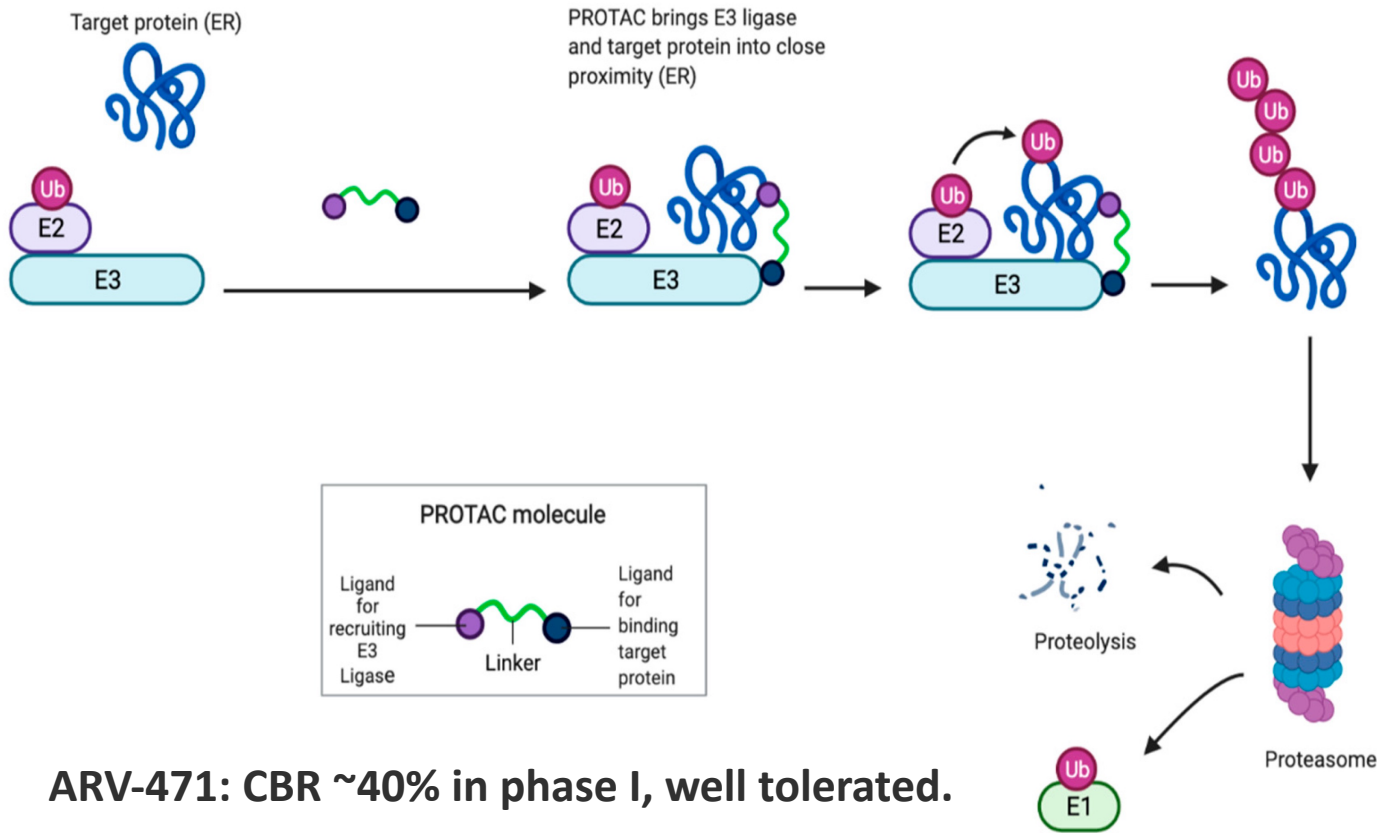 Target protein (ER)
PROTAC brings E3 ligase
and target protein into close
proximity (ER)
Ub
E2
E3
Ub
E2
E3
Ub
Ub
E2
E3
Ub
Ub
Ub
Ub
PROTAC molecule
Ligand
for
recruiting
E3
Ligase
Linker
Ligand
for
binding
target
protein
Proteolysis
Proteasome
Ub
E1
ARV-471: CBR ~40% in phase I, well tolerated.